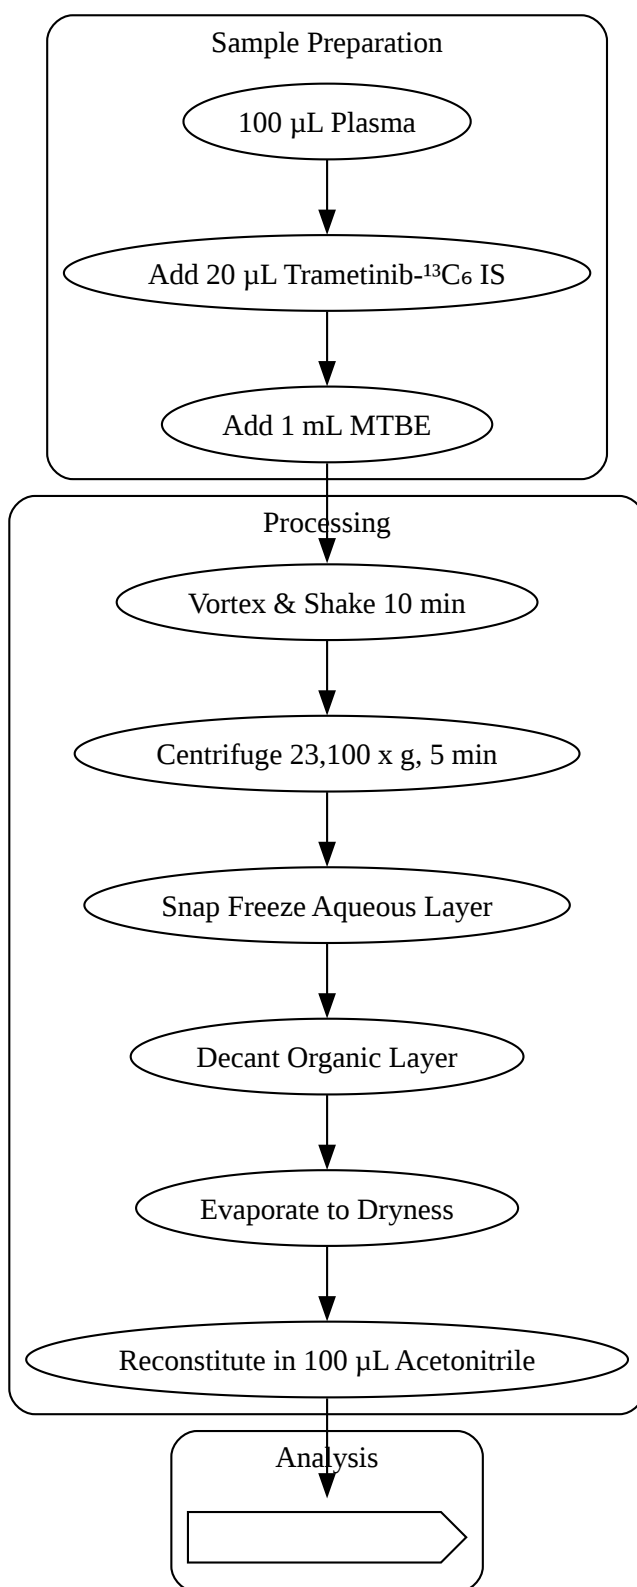 Sample Preparation
100 µL Plasma
Add 20 µL Trametinib-¹³C₆ IS
Add 1 mL MTBE
Processing
Vortex & Shake 10 min
Centrifuge 23,100 x g, 5 min
Snap Freeze Aqueous Layer
Decant Organic Layer
Evaporate to Dryness
Reconstitute in 100 µL Acetonitrile
Analysis